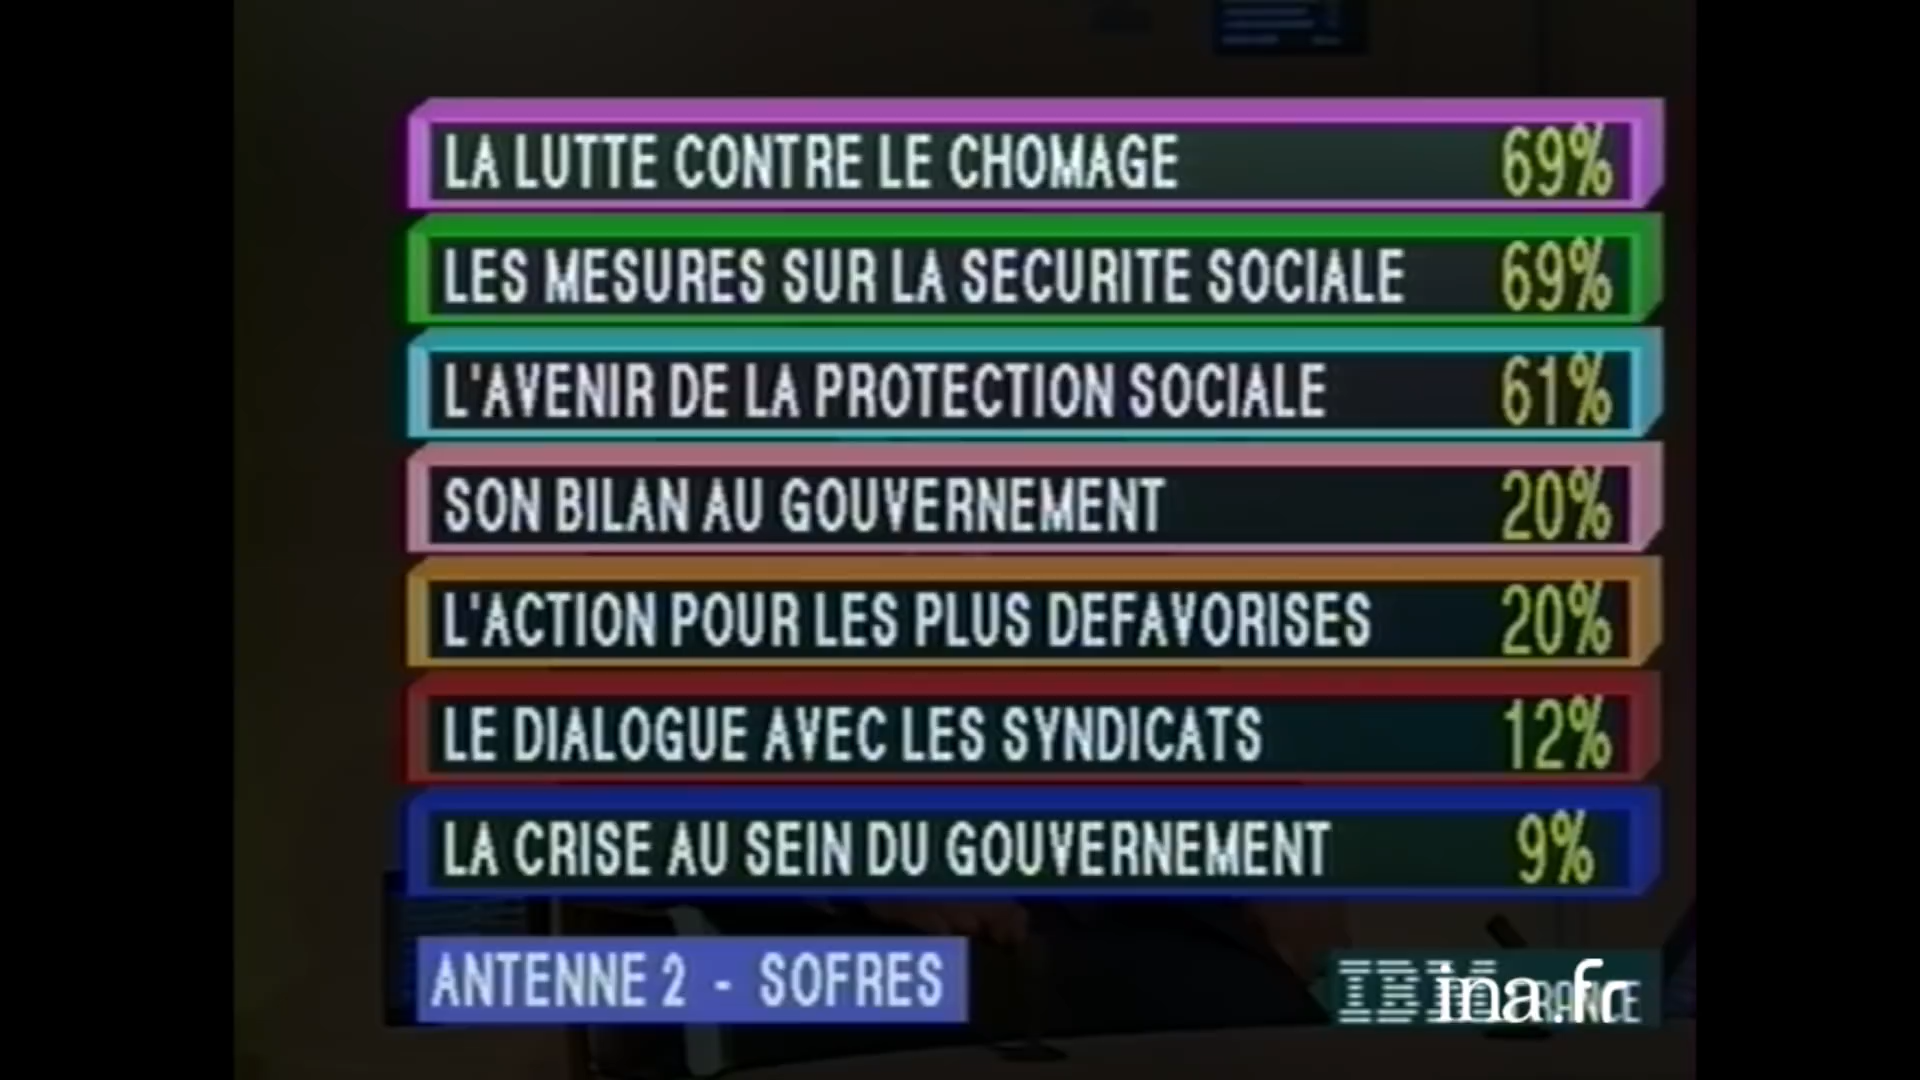 LA LUTTE CONTRE LE CHOMAGE 69%
LES MESURES SUR LA SECURITE SOCIALE 69%
L'AVENIR DE LA PROTECTION SOCIALE 61%
SON BILAN AU GOUVERNEMENT 20%
L'ACTION POUR LES PLUS DEFAVORISES 20%
LE DIALOGUE AVEC LES SYNDICATS 12%
LA CRISE AU SEIN DU GOUVERNEMENT 9%
ANTENNE 2 - SOFRES
IBM FRANCE
ina.fr